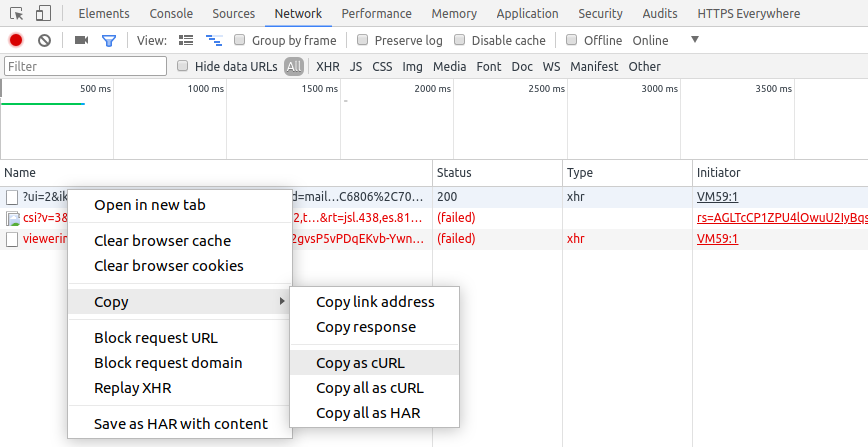 Elements Console Sources Network Performance Memory Application Security Audits HTTPS Everywhere
View: Group by frame Preserve log Disable cache Offline Online
Filter Hide data URLs All XHR JS CSS Img Media Font Doc WS Manifest Other
500 ms 1000 ms 1500 ms 2000 ms 2500 ms 3000 ms 3500 ms
Name Status Type Initiator
?ui=2&ik d=mail...C6806%2C70... 200 xhr VM59:1
csi?v=3& 2,t...&rt=jsl.438,es.81... (failed) rs=AGLTcCP1ZPU4lOwuU2IyBqs
viewerin 2gvsP5vPDqEKvb-Ywn... (failed) xhr VM59:1
Open in new tab
Clear browser cache
Clear browser cookies
Copy
Block request URL
Block request domain
Replay XHR
Save as HAR with content
Copy link address
Copy response
Copy as cURL
Copy all as cURL
Copy all as HAR